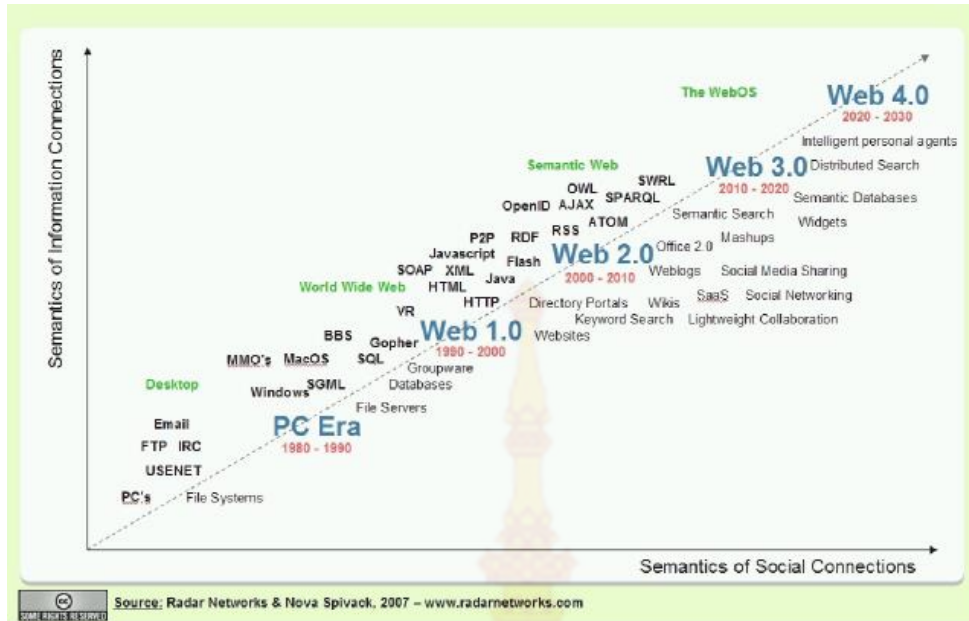 Semantics of Information Connections
The WebOS
Web 4.0
2020 - 2030
Intelligent personal agents
Semantic Web
Web 3.0
Distributed Search
2010 - 2020
SWRL
OWL
SPARQL
Semantic Databases
OpenID AJAX
Semantic Search
Widgets
ATOM
RSS
P2P
RDF
Mashups
Office 2.0
Javascript
Web 2.0
Flash
2000 - 2010
Weblogs
Social Media Sharing
SOAP
XML
Java
World Wide Web
HTML
SaaS
Social Networking
HTTP
Directory Portals
Wikis
VR
Keyword Search
Lightweight Collaboration
BBS
Web 1.0
Websites
Gopher
1990 - 2000
MMO's
MacOS
SQL
Groupware
Desktop
SGML
Databases
Windows
File Servers
Email
PC Era
1980 - 1990
FTP IRC
USENET
PC's
File Systems
Semantics of Social Connections
cc
SOME RIGHTS RESERVED
Source: Radar Networks & Nova Spivack, 2007 – www.radarnetworks.com